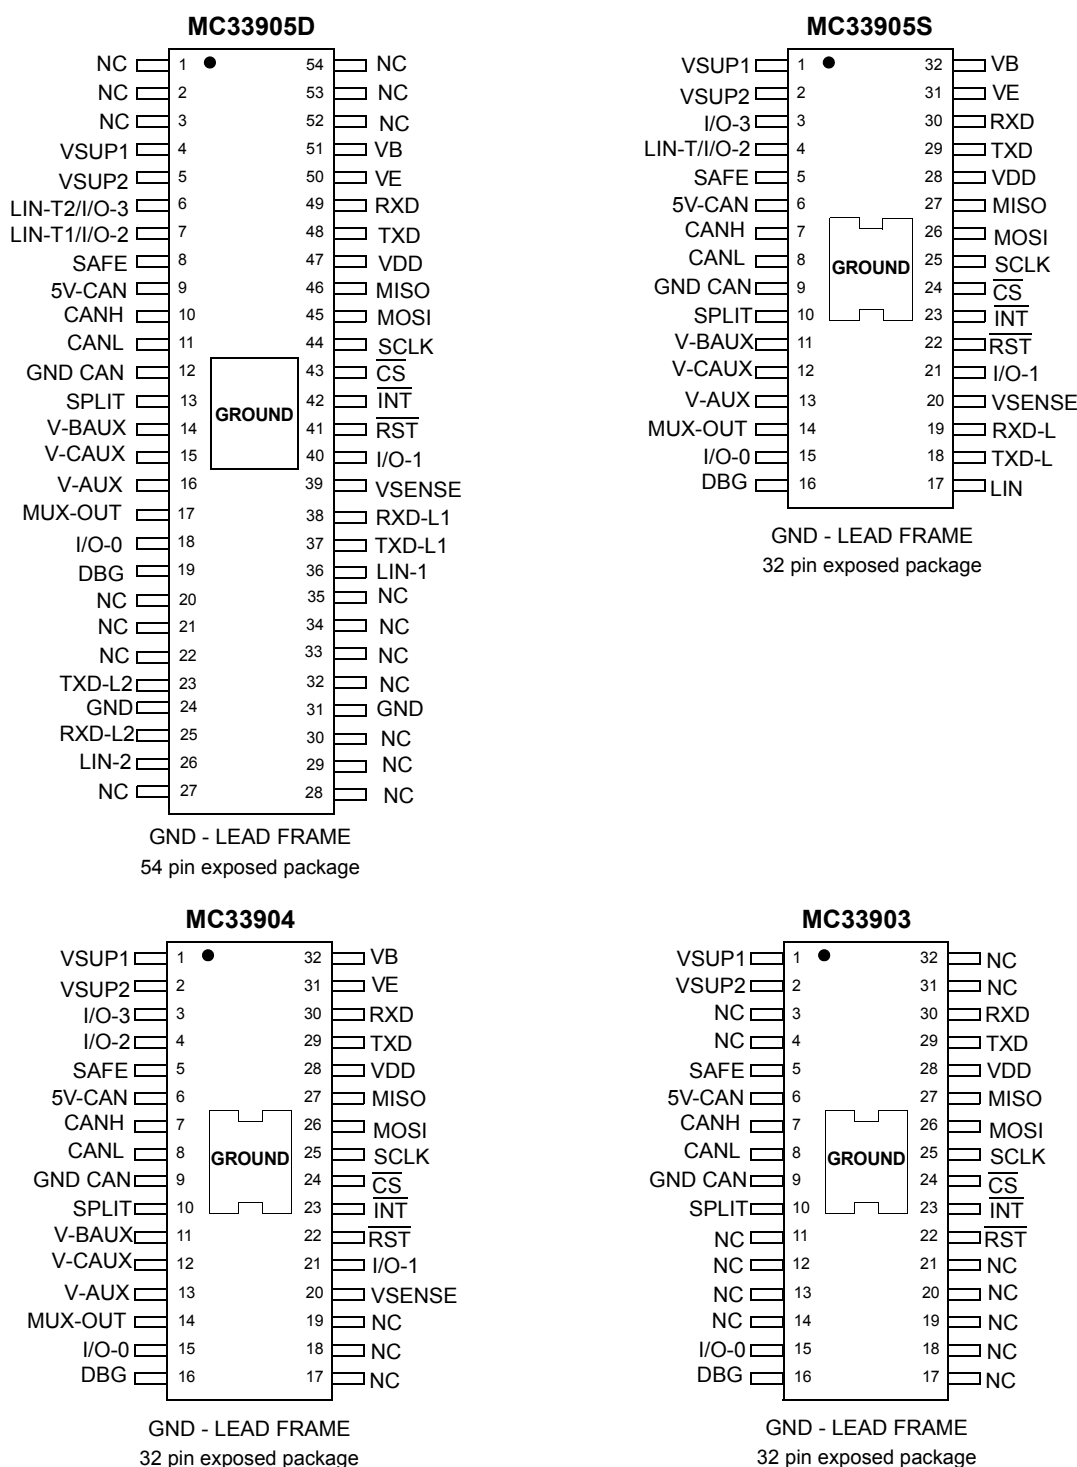 MC33905D
NC 1 54 NC
NC 2 53 NC
NC 3 52 NC
VSUP1 4 51 VB
VSUP2 5 50 VE
LIN-T2/I/O-3 6 49 RXD
LIN-T1/I/O-2 7 48 TXD
SAFE 8 47 VDD
5V-CAN 9 46 MISO
CANH 10 45 MOSI
CANL 11 44 SCLK
GND CAN 12 43 CS
SPLIT 13 42 INT
GROUND
V-BAUX 14 41 RST
V-CAUX 15 40 I/O-1
V-AUX 16 39 VSENSE
MUX-OUT 17 38 RXD-L1
I/O-0 18 37 TXD-L1
DBG 19 36 LIN-1
NC 20 35 NC
NC 21 34 NC
NC 22 33 NC
TXD-L2 23 32 NC
GND 24 31 GND
RXD-L2 25 30 NC
LIN-2 26 29 NC
NC 27 28 NC
GND - LEAD FRAME
54 pin exposed package
MC33905S
VSUP1 1 32 VB
VSUP2 2 31 VE
I/O-3 3 30 RXD
LIN-T/I/O-2 4 29 TXD
SAFE 5 28 VDD
5V-CAN 6 27 MISO
CANH 7 26 MOSI
CANL 8 25 SCLK
GROUND
GND CAN 9 24 CS
SPLIT 10 23 INT
V-BAUX 11 22 RST
V-CAUX 12 21 I/O-1
V-AUX 13 20 VSENSE
MUX-OUT 14 19 RXD-L
I/O-0 15 18 TXD-L
DBG 16 17 LIN
GND - LEAD FRAME
32 pin exposed package
MC33904
VSUP1 1 32 VB
VSUP2 2 31 VE
I/O-3 3 30 RXD
I/O-2 4 29 TXD
SAFE 5 28 VDD
5V-CAN 6 27 MISO
CANH 7 26 MOSI
CANL 8 25 SCLK
GROUND
GND CAN 9 24 CS
SPLIT 10 23 INT
V-BAUX 11 22 RST
V-CAUX 12 21 I/O-1
V-AUX 13 20 VSENSE
MUX-OUT 14 19 NC
I/O-0 15 18 NC
DBG 16 17 NC
GND - LEAD FRAME
32 pin exposed package
MC33903
VSUP1 1 32 NC
VSUP2 2 31 NC
NC 3 30 RXD
NC 4 29 TXD
SAFE 5 28 VDD
5V-CAN 6 27 MISO
CANH 7 26 MOSI
CANL 8 25 SCLK
GROUND
GND CAN 9 24 CS
SPLIT 10 23 INT
NC 11 22 RST
NC 12 21 NC
NC 13 20 NC
NC 14 19 NC
I/O-0 15 18 NC
DBG 16 17 NC
GND - LEAD FRAME
32 pin exposed package